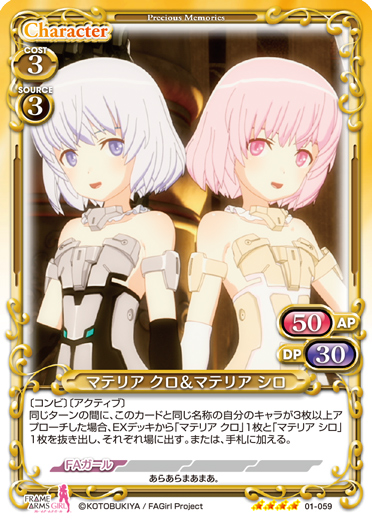 Precious Memories
Character
COST
3
SOURCE
3
50 AP
DP 30
マテリア クロ&マテリア シロ
[コンビ][アクティブ]
同じターンの間に、このカードと同じ名称の自分のキャラが3枚以上ア
プローチした場合、EXデッキから「マテリア クロ」1枚と「マテリア シロ」
1枚を抜き出し、それぞれ場に出す。または、手札に加える。
FAガール
あらあらまあまあ。
FRAME
ARMS GIRL
©KOTOBUKIYA / FAGirl Project
★★★★ 01-059